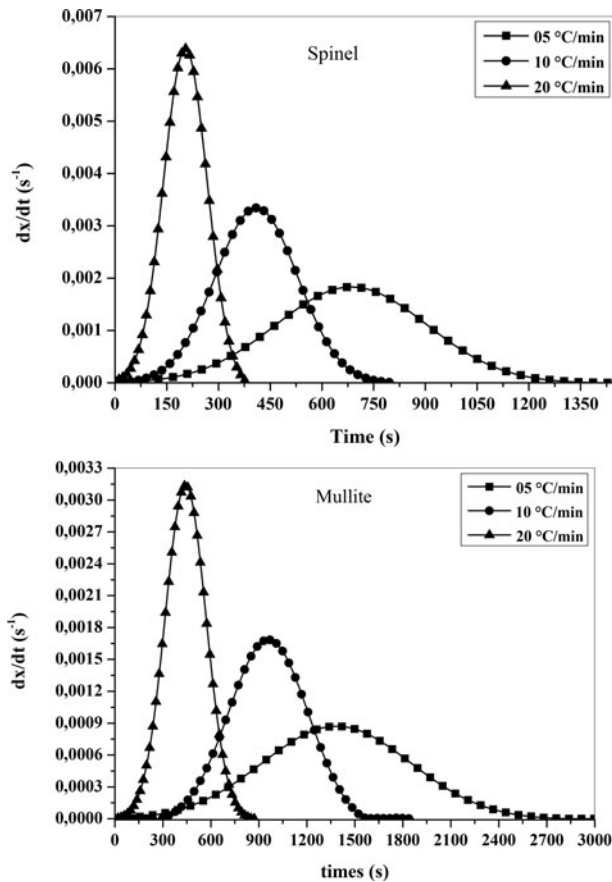 0,007
0,006
0,005
0,004
0,003
0,002
0,001
0,000
dx/dt (s⁻¹)
Spinel
05 °C/min
10 °C/min
20 °C/min
0 150 300 450 600 750 900 1050 1200 1350
Time (s)
0,0033
0,0030
0,0027
0,0024
0,0021
0,0018
0,0015
0,0012
0,0009
0,0006
0,0003
0,0000
dx/dt (s⁻¹)
Mullite
05 °C/min
10 °C/min
20 °C/min
0 300 600 900 1200 1500 1800 2100 2400 2700 3000
times (s)